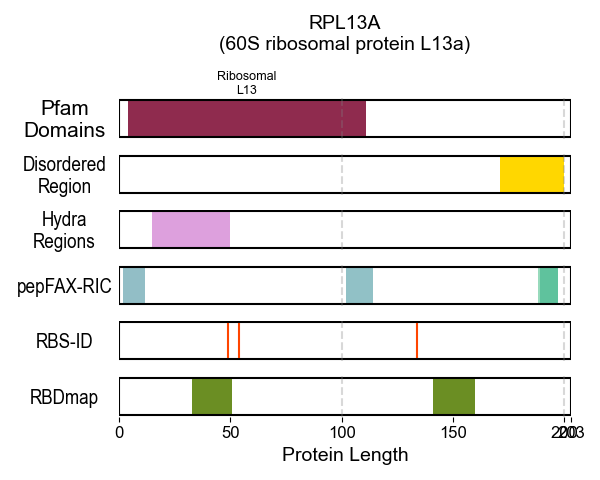 RPL13A
(60S ribosomal protein L13a)
Ribosomal
L13
Pfam
Domains
Disordered
Region
Hydra
Regions
pepFAX-RIC
RBS-ID
RBDmap
0 50 100 150 200 203
Protein Length